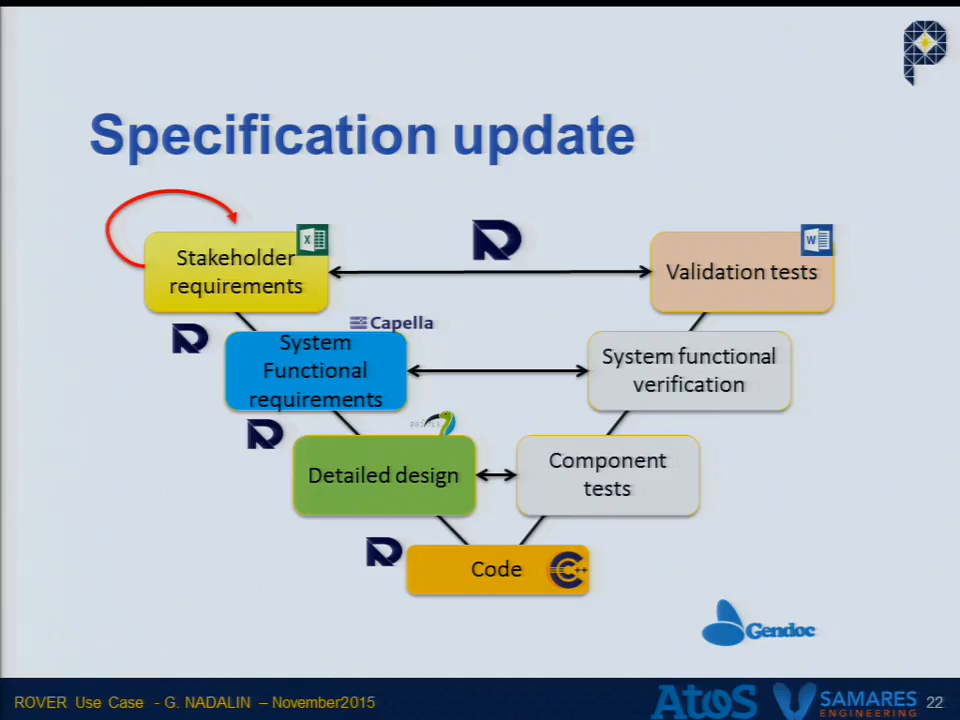 Specification update
Stakeholder
requirements
Validation tests
Capella
System
Functional
requirements
System functional
verification
Detailed design
Component
tests
Code
C++
Gendoc
ROVER Use Case - G. NADALIN – November2015
Atos
SAMARES
ENGINEERING
22